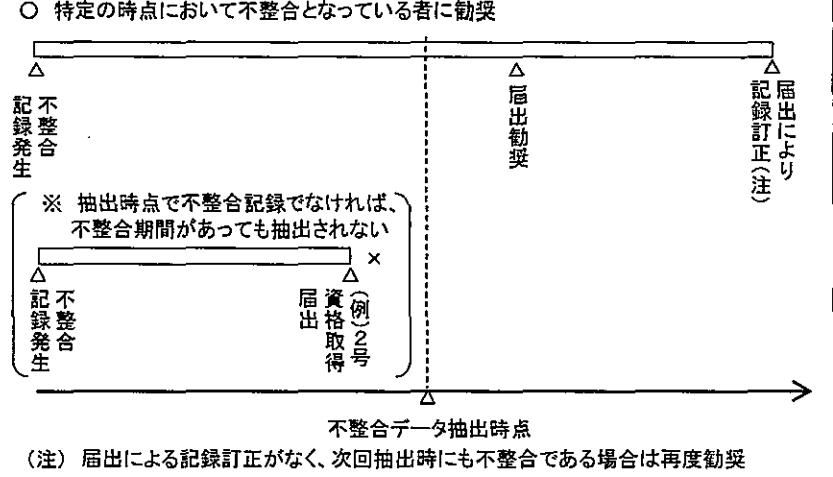 ○ 特定の時点において不整合となっている者に勧奨
不整合
記録発生
届出勧奨
届出により
記録訂正(注)
※ 抽出時点で不整合記録でなければ、
不整合期間があっても抽出されない
×
不整合
記録発生
(例)2号
資格取得
届出
不整合データ抽出時点
(注) 届出による記録訂正がなく、次回抽出時にも不整合である場合は再度勧奨